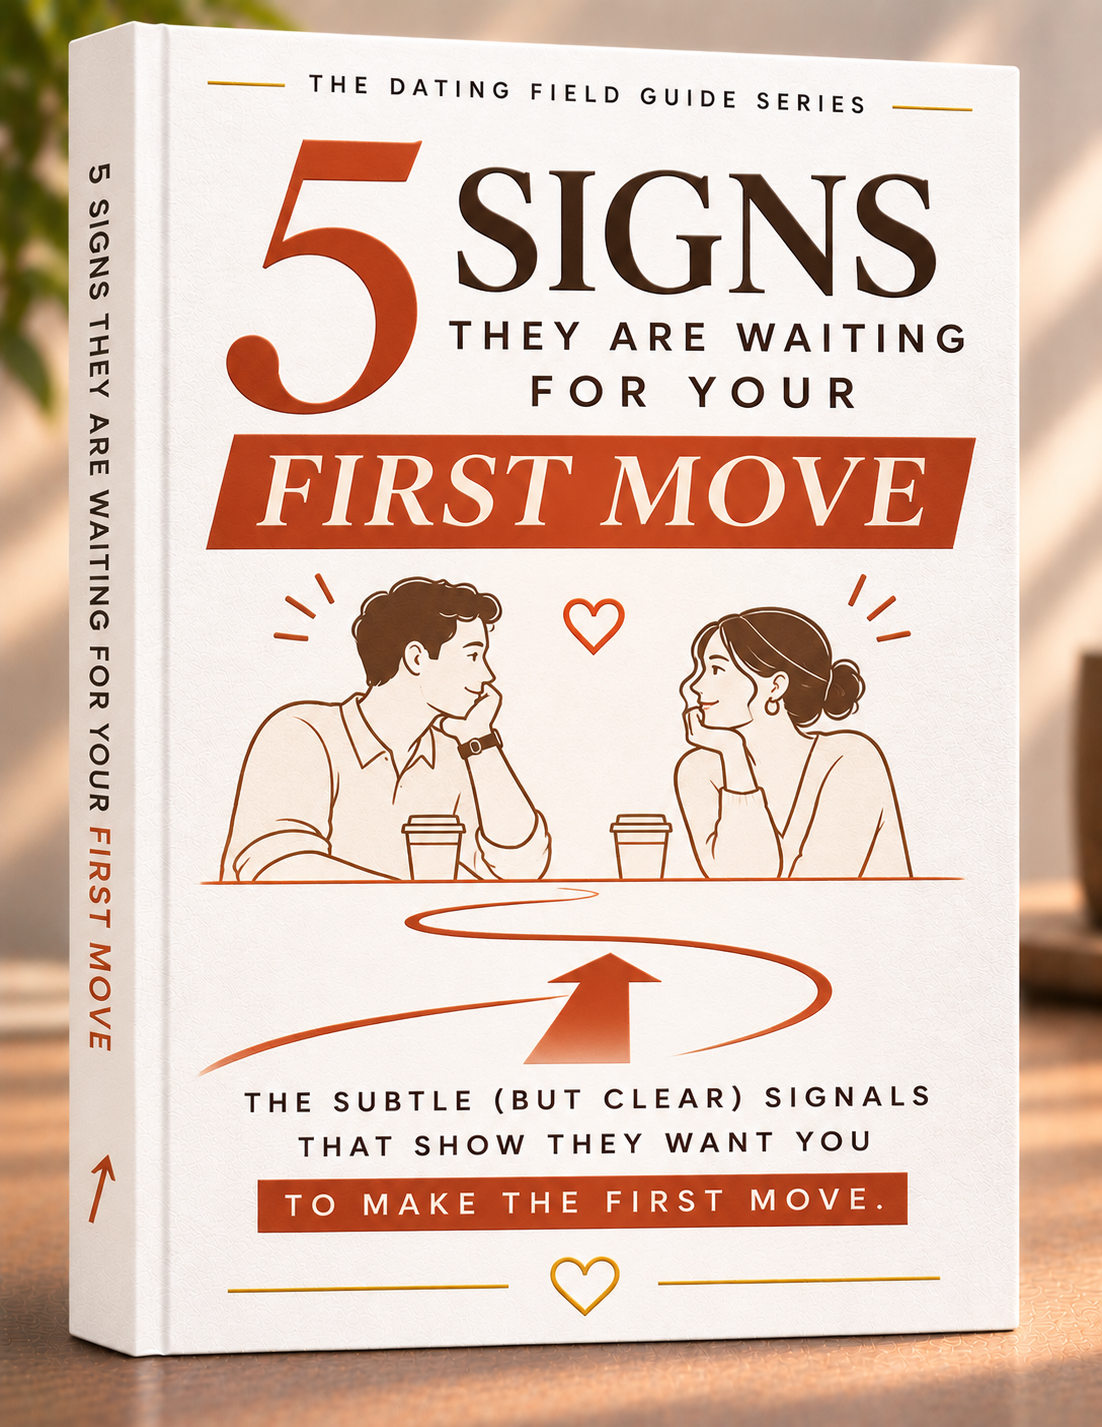 THE DATING FIELD GUIDE SERIES
5 SIGNS
THEY ARE WAITING
FOR YOUR
FIRST MOVE
THE SUBTLE (BUT CLEAR) SIGNALS
THAT SHOW THEY WANT YOU
TO MAKE THE FIRST MOVE.
5 SIGNS THEY ARE WAITING FOR YOUR FIRST MOVE